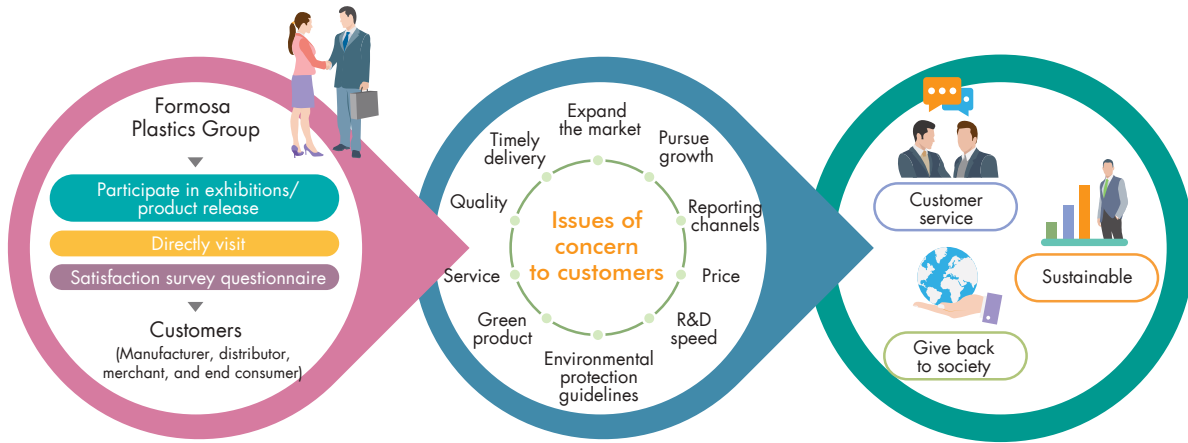 Formosa
Plastics Group
Participate in exhibitions/
product release
Directly visit
Satisfaction survey questionnaire
Customers
(Manufacturer, distributor,
merchant, and end consumer)
Issues of
concern
to customers
Expand
the market
Pursue
growth
Reporting
channels
Price
R&D
speed
Environmental
protection
guidelines
Green
product
Service
Quality
Timely
delivery
Customer
service
Sustainable
Give back
to society